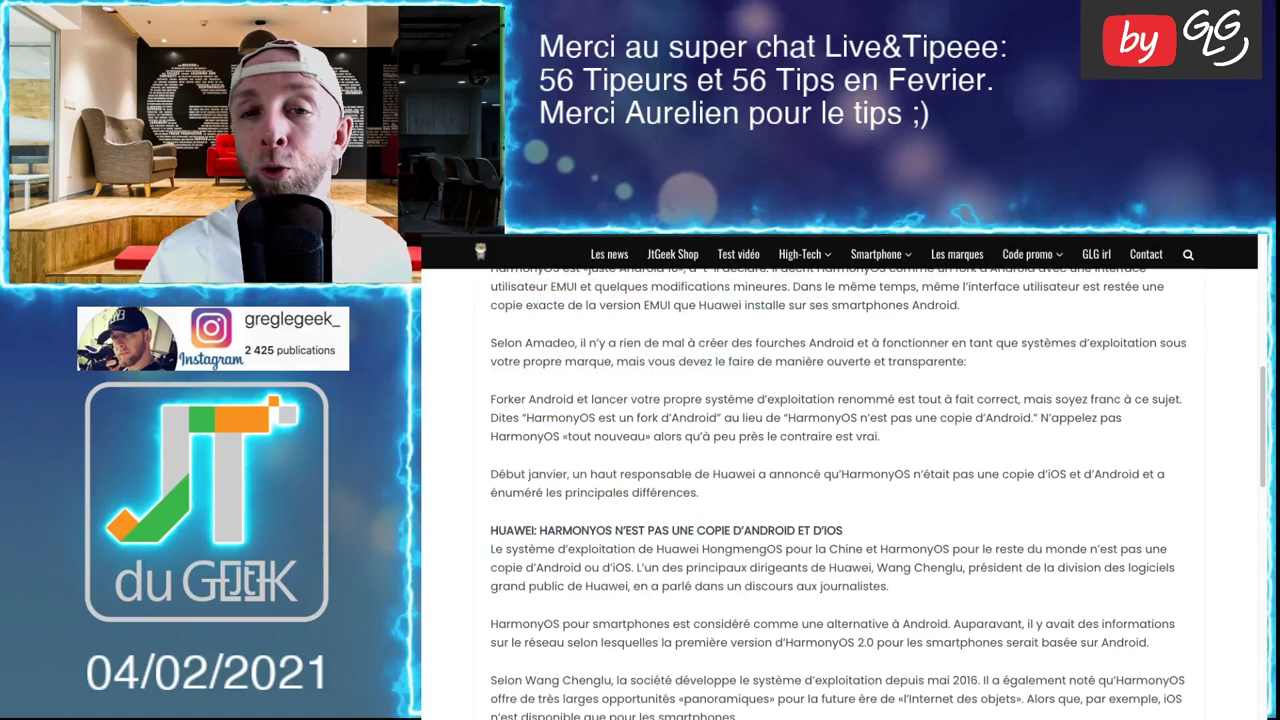 Merci au super chat Live&Tipeee:
56 Tipeurs et 56 Tips en Fevrier.
Merci Aurelien pour le tips ;)
by GLG
Les news JtGeek Shop Test vidéo High-Tech Smartphone Les marques Code promo GLG irl Contact
utilisateur EMUI et quelques modifications mineures. Dans le même temps, même l'interface utilisateur est restée une
copie exacte de la version EMUI que Huawei installe sur ses smartphones Android.
Selon Amadeo, il n'y a rien de mal à créer des fourches Android et à fonctionner en tant que systèmes d'exploitation sous
votre propre marque, mais vous devez le faire de manière ouverte et transparente:
Forker Android et lancer votre propre système d'exploitation renommé est tout à fait correct, mais soyez franc à ce sujet.
Dites "HarmonyOS est un fork d'Android" au lieu de "HarmonyOS n'est pas une copie d'Android." N'appelez pas
HarmonyOS «tout nouveau» alors qu'à peu près le contraire est vrai.
Début janvier, un haut responsable de Huawei a annoncé qu'HarmonyOS n'était pas une copie d'iOS et d'Android et a
énuméré les principales différences.
HUAWEI: HARMONYOS N'EST PAS UNE COPIE D'ANDROID ET D'IOS
Le système d'exploitation de Huawei HongmengOS pour la Chine et HarmonyOS pour le reste du monde n'est pas une
copie d'Android ou d'iOS. L'un des principaux dirigeants de Huawei, Wang Chenglu, président de la division des logiciels
grand public de Huawei, en a parlé dans un discours aux journalistes.
HarmonyOS pour smartphones est considéré comme une alternative à Android. Auparavant, il y avait des informations
sur le réseau selon lesquelles la première version d'HarmonyOS 2.0 pour les smartphones serait basée sur Android.
Selon Wang Chenglu, la société développe le système d'exploitation depuis mai 2016. Il a également noté qu'HarmonyOS
offre de très larges opportunités «panoramiques» pour la future ère de «l'Internet des objets». Alors que, par exemple, iOS
n'est disponible que pour les smartphones.
greglegeek_
2 425 publications
Instagram
JT
du GEEK
04/02/2021